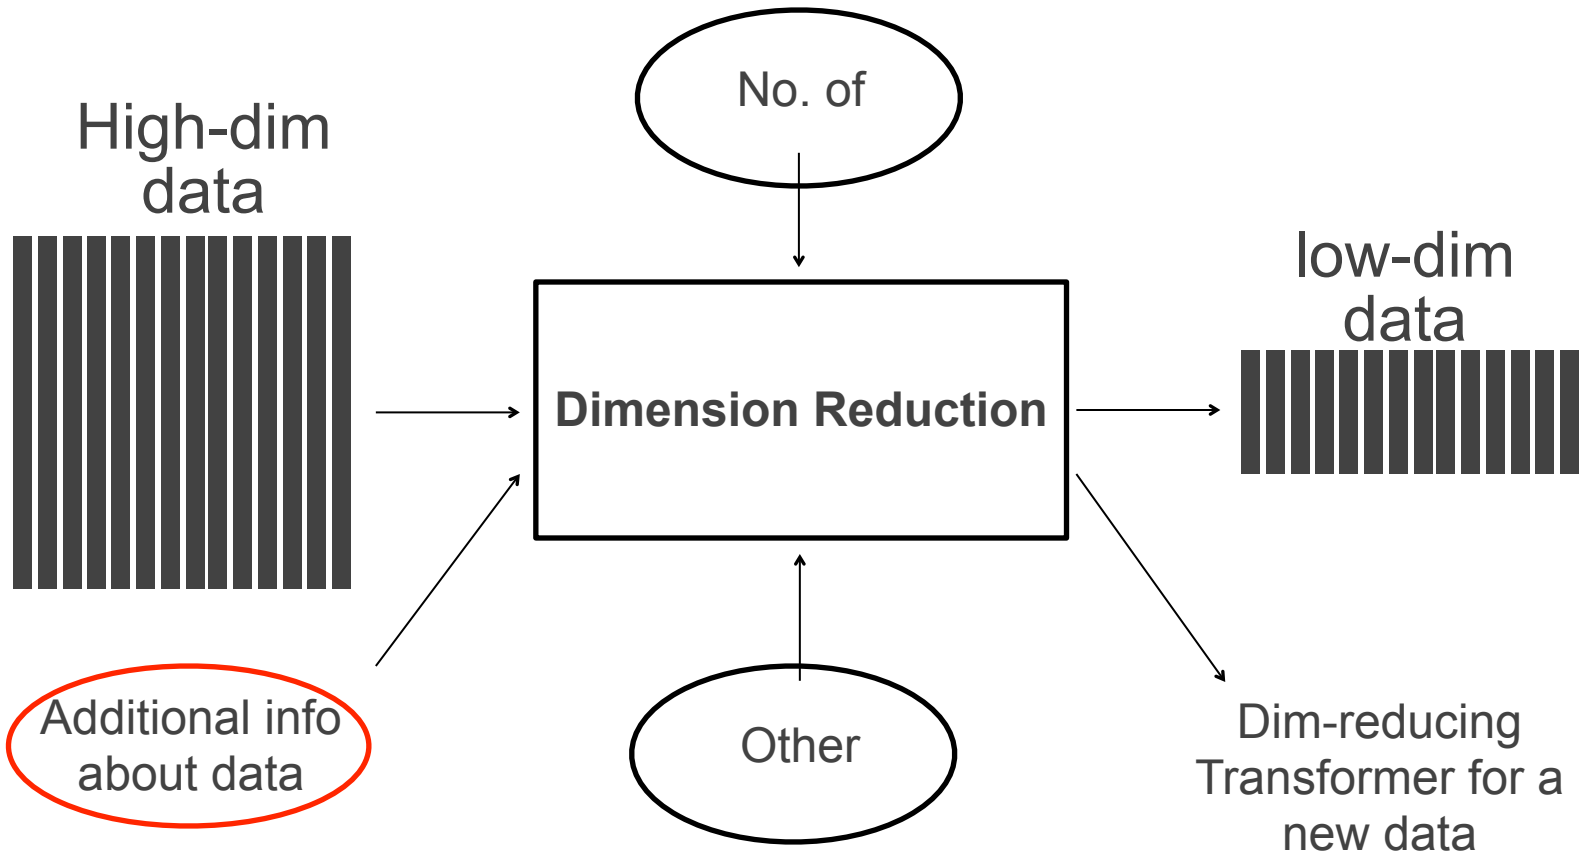 No. of
High-dim
data
low-dim
data
Dimension Reduction
Additional info
about data
Other
Dim-reducing
Transformer for a
new data